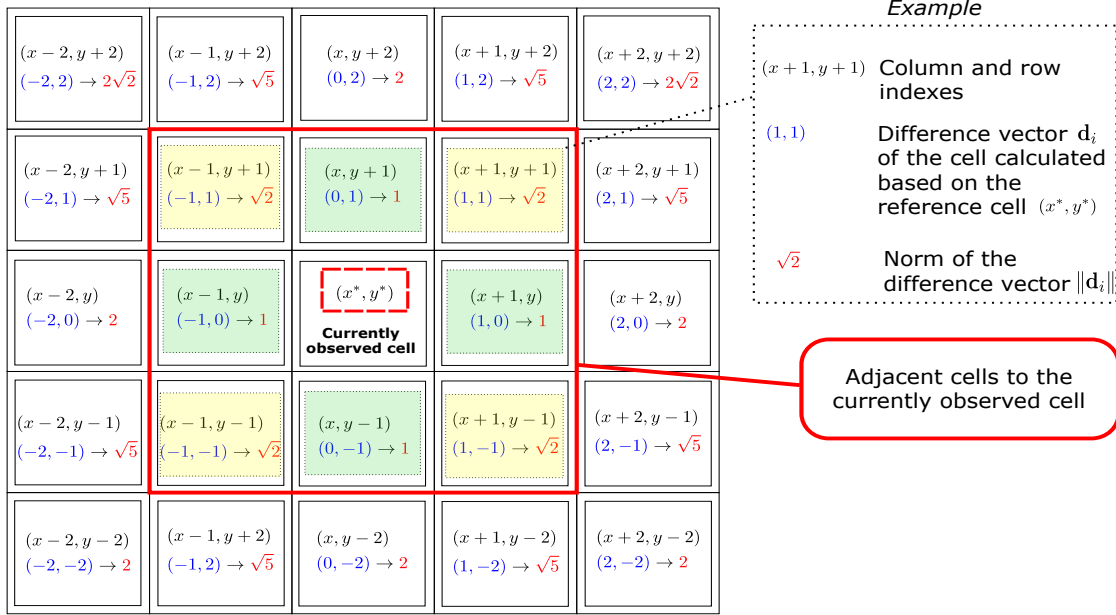 Example
(x − 2, y + 2)
(−2, 2) → 2√2
(x − 1, y + 2)
(−1, 2) → √5
(x, y + 2)
(0, 2) → 2
(x + 1, y + 2)
(1, 2) → √5
(x + 2, y + 2)
(2, 2) → 2√2
(x − 2, y + 1)
(−2, 1) → √5
(x − 1, y + 1)
(−1, 1) → √2
(x, y + 1)
(0, 1) → 1
(x + 1, y + 1)
(1, 1) → √2
(x + 2, y + 1)
(2, 1) → √5
(x − 2, y)
(−2, 0) → 2
(x − 1, y)
(−1, 0) → 1
(x*, y*)
Currently
observed cell
(x + 1, y)
(1, 0) → 1
(x + 2, y)
(2, 0) → 2
(x − 2, y − 1)
(−2, −1) → √5
(x − 1, y − 1)
(−1, −1) → √2
(x, y − 1)
(0, −1) → 1
(x + 1, y − 1)
(1, −1) → √2
(x + 2, y − 1)
(2, −1) → √5
(x − 2, y − 2)
(−2, −2) → 2
(x − 1, y + 2)
(−1, 2) → √5
(x, y − 2)
(0, −2) → 2
(x + 1, y − 2)
(1, −2) → √5
(x + 2, y − 2)
(2, −2) → 2
(x + 1, y + 1) Column and row
indexes
(1, 1) Difference vector d_i
of the cell calculated
based on the
reference cell (x*, y*)
√2 Norm of the
difference vector ‖d_i‖
Adjacent cells to the
currently observed cell